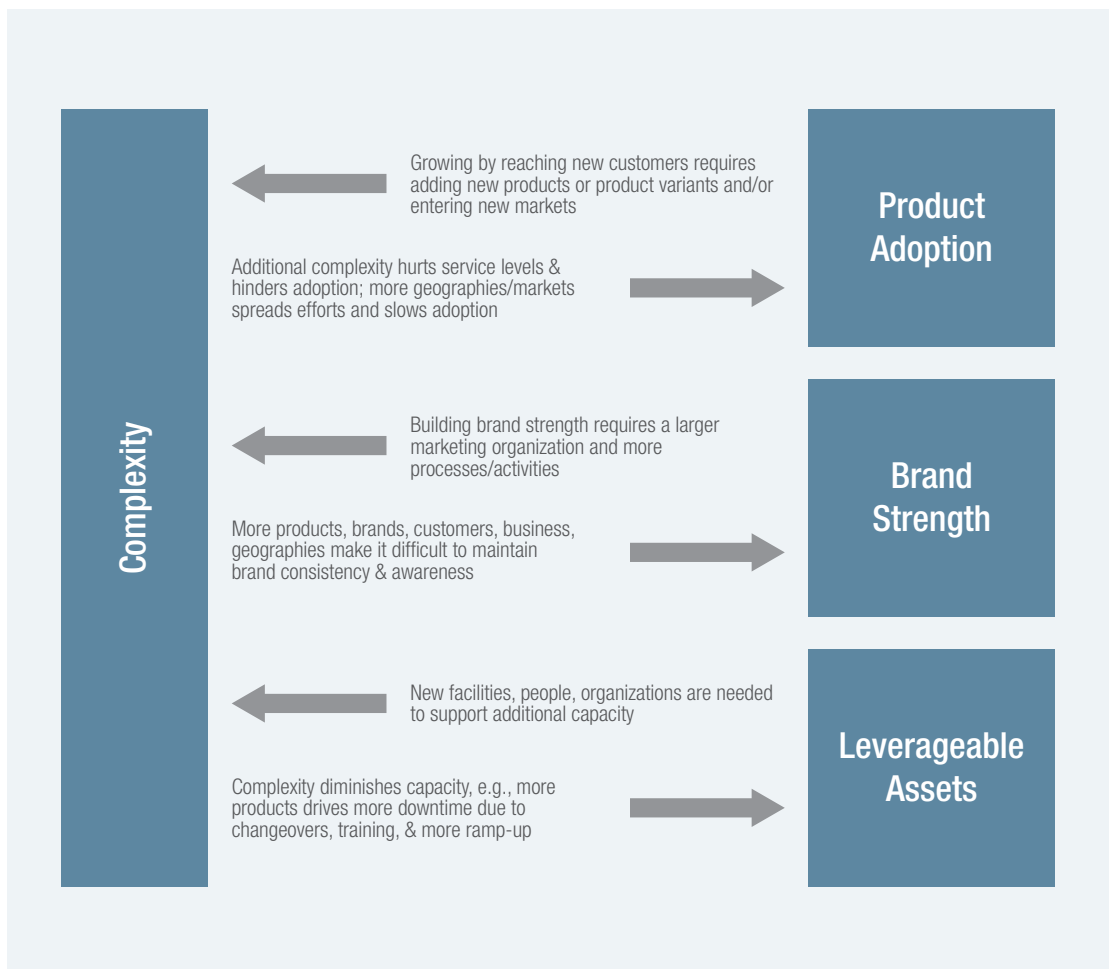 Complexity
Growing by reaching new customers requires
adding new products or product variants and/or
entering new markets
Additional complexity hurts service levels &
hinders adoption; more geographies/markets
spreads efforts and slows adoption
Product
Adoption
Building brand strength requires a larger
marketing organization and more
processes/activities
More products, brands, customers, business,
geographies make it difficult to maintain
brand consistency & awareness
Brand
Strength
New facilities, people, organizations are needed
to support additional capacity
Complexity diminishes capacity, e.g., more
products drives more downtime due to
changeovers, training, & more ramp-up
Leverageable
Assets